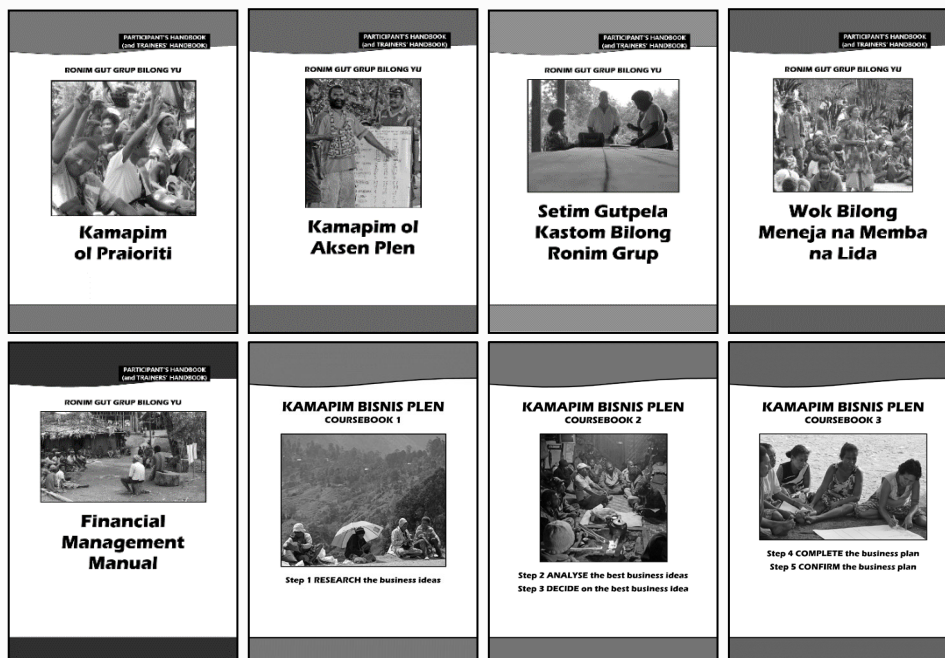 PARTICIPANT'S HANDBOOK
(and TRAINERS' HANDBOOK)
RONIM GUT GRUP BILONG YU
Kamapim
ol Praioriti
PARTICIPANT'S HANDBOOK
(and TRAINERS' HANDBOOK)
RONIM GUT GRUP BILONG YU
Kamapim ol
Aksen Plen
PARTICIPANT'S HANDBOOK
(and TRAINERS' HANDBOOK)
RONIM GUT GRUP BILONG YU
Setim Gutpela
Kastom Bilong
Ronim Grup
PARTICIPANT'S HANDBOOK
(and TRAINERS' HANDBOOK)
RONIM GUT GRUP BILONG YU
Wok Bilong
Meneja na Memba
na Lida
PARTICIPANT'S HANDBOOK
(and TRAINERS' HANDBOOK)
RONIM GUT GRUP BILONG YU
Financial
Management
Manual
KAMAPIM BISNIS PLEN
COURSEBOOK 1
Step 1 RESEARCH the business ideas
KAMAPIM BISNIS PLEN
COURSEBOOK 2
Step 2 ANALYSE the best business ideas
Step 3 DECIDE on the best business idea
KAMAPIM BISNIS PLEN
COURSEBOOK 3
Step 4 COMPLETE the business plan
Step 5 CONFIRM the business plan